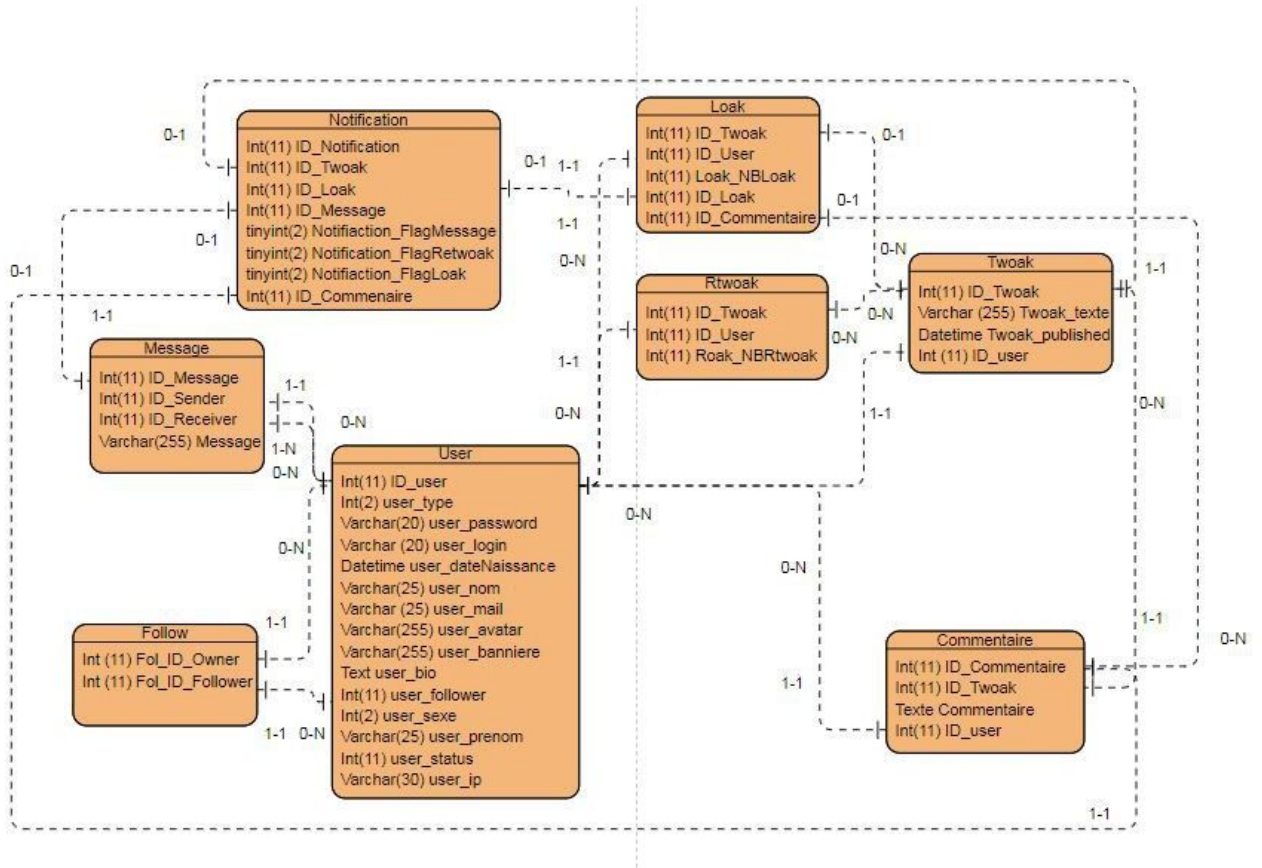 Notification
Int(11) ID_Notification
Int(11) ID_Twoak
Int(11) ID_Loak
Int(11) ID_Message
tinyint(2) Notifiaction_FlagMessage
tinyint(2) Notifiaction_FlagRetwoak
tinyint(2) Notifiaction_FlagLoak
Int(11) ID_Commenaire
0-1
0-1
0-1
0-1
1-1
1-1
0-N
Loak
Int(11) ID_Twoak
Int(11) ID_User
Int(11) Loak_NBLoak
Int(11) ID_Loak
Int(11) ID_Commentaire
0-1
0-1
0-N
Rtwoak
Int(11) ID_Twoak
Int(11) ID_User
Int(11) Roak_NBRtwoak
0-N
0-N
1-1
0-N
Twoak
Int(11) ID_Twoak
Varchar (255) Twoak_texte
Datetime Twoak_published
Int (11) ID_user
1-1
1-1
0-N
1-1
Message
Int(11) ID_Message
Int(11) ID_Sender
Int(11) ID_Receiver
Varchar(255) Message
1-1
1-N
0-N
0-N
0-N
User
Int(11) ID_user
Int(2) user_type
Varchar(20) user_password
Varchar (20) user_login
Datetime user_dateNaissance
Varchar(25) user_nom
Varchar (25) user_mail
Varchar(255) user_avatar
Varchar(255) user_banniere
Text user_bio
Int(11) user_follower
Int(2) user_sexe
Varchar(25) user_prenom
Int(11) user_status
Varchar(30) user_ip
0-N
0-N
1-1
Follow
Int (11) Fol_ID_Owner
Int (11) Fol_ID_Follower
1-1
1-1
0-N
Commentaire
Int(11) ID_Commentaire
Int(11) ID_Twoak
Texte Commentaire
Int(11) ID_user
1-1
0-N
1-1